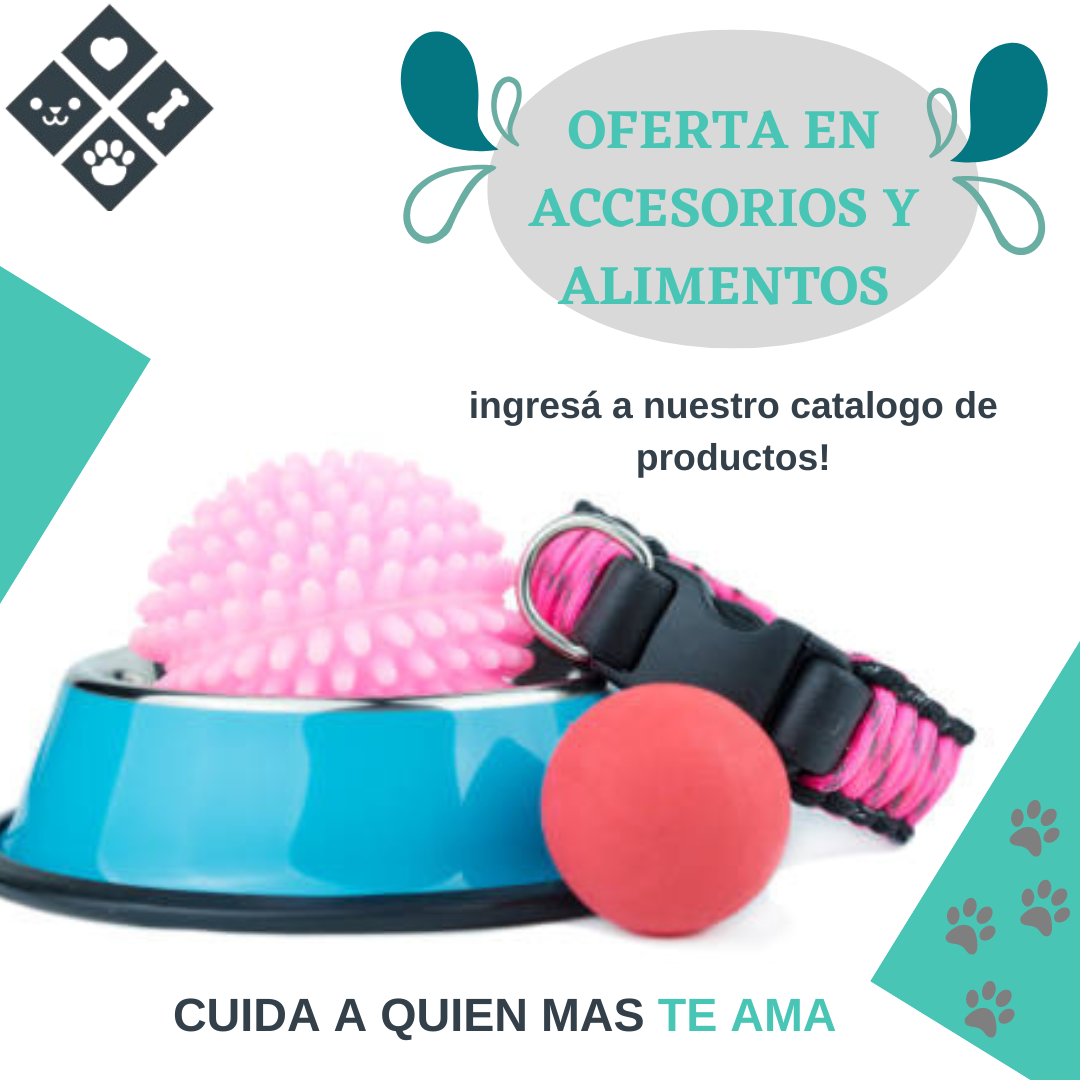 OFERTA EN
ACCESORIOS Y
ALIMENTOS
ingresá a nuestro catalogo de
productos!
CUIDA A QUIEN MAS TE AMA